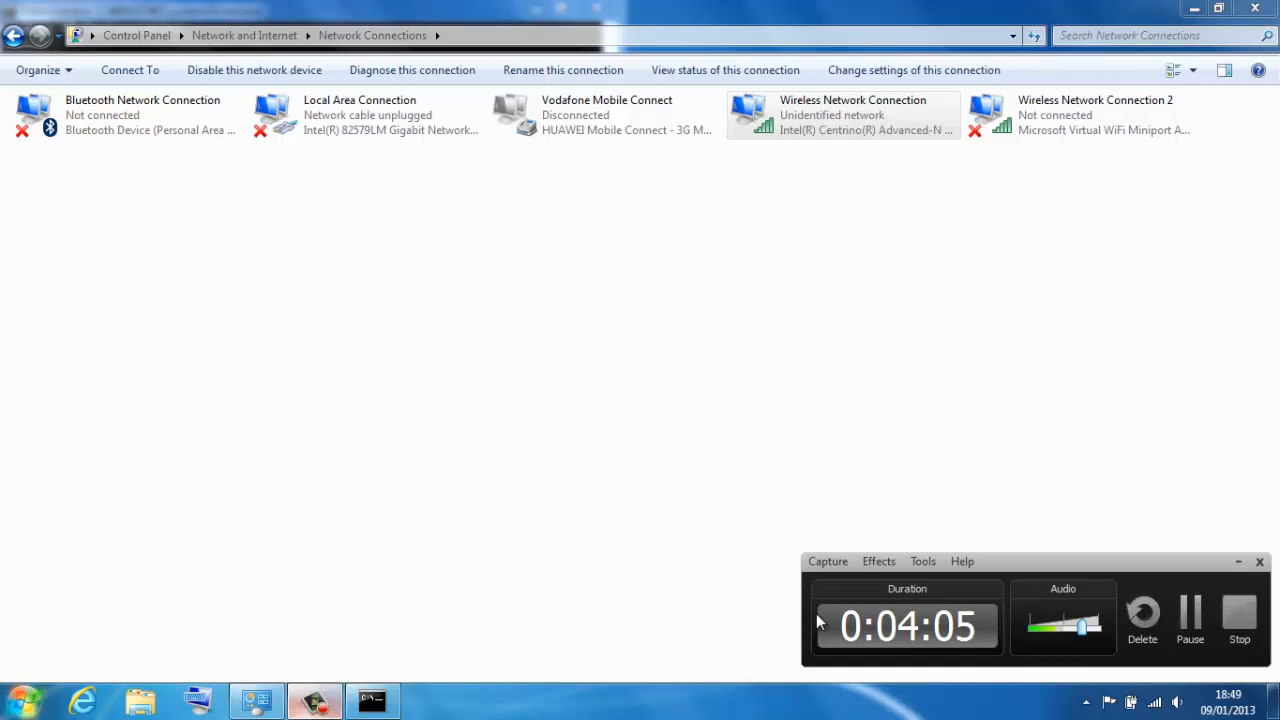 Control Panel Network and Internet Network Connections Search Network Connections
Organize Connect To Disable this network device Diagnose this connection Rename this connection View status of this connection Change settings of this connection
Bluetooth Network Connection
Not connected
Bluetooth Device (Personal Area ...
Local Area Connection
Network cable unplugged
Intel(R) 82579LM Gigabit Network...
Vodafone Mobile Connect
Disconnected
HUAWEI Mobile Connect - 3G M...
Wireless Network Connection
Unidentified network
Intel(R) Centrino(R) Advanced-N ...
Wireless Network Connection 2
Not connected
Microsoft Virtual WiFi Miniport A...
Capture Effects Tools Help
Duration
0:04:05
Audio
Delete
Pause
Stop
18:49
09/01/2013